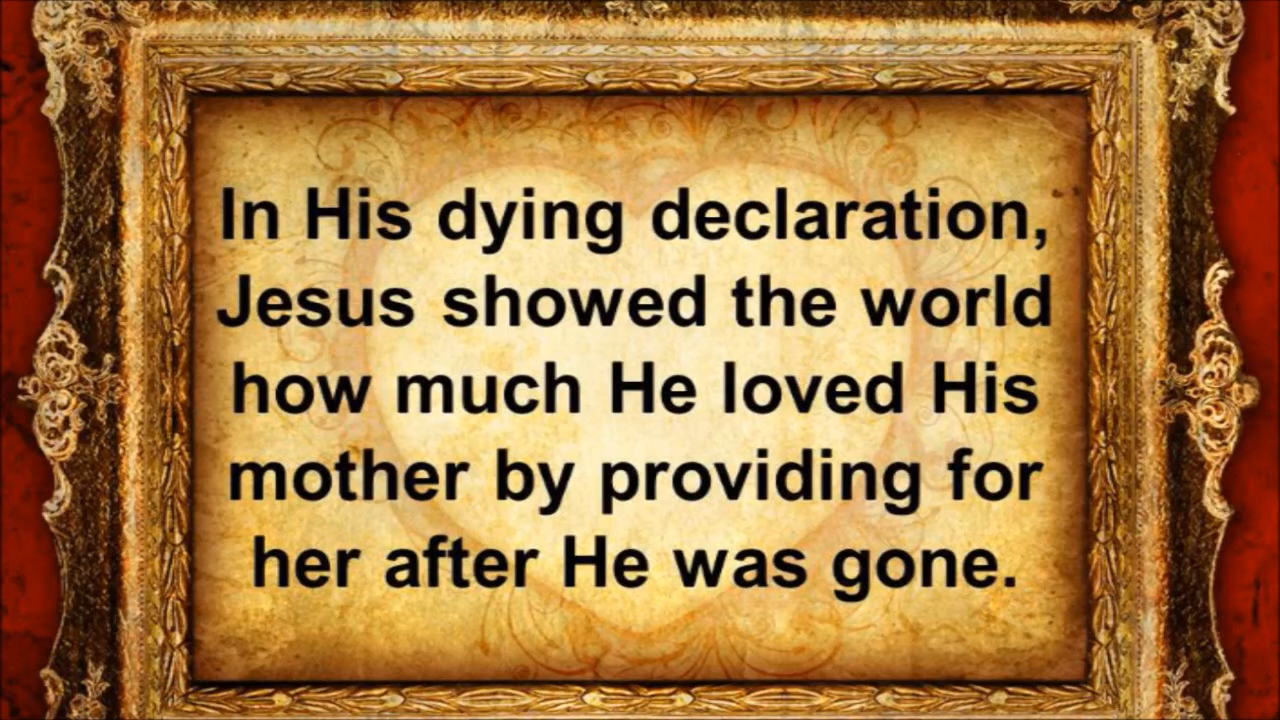 In His dying declaration,
Jesus showed the world
how much He loved His
mother by providing for
her after He was gone.